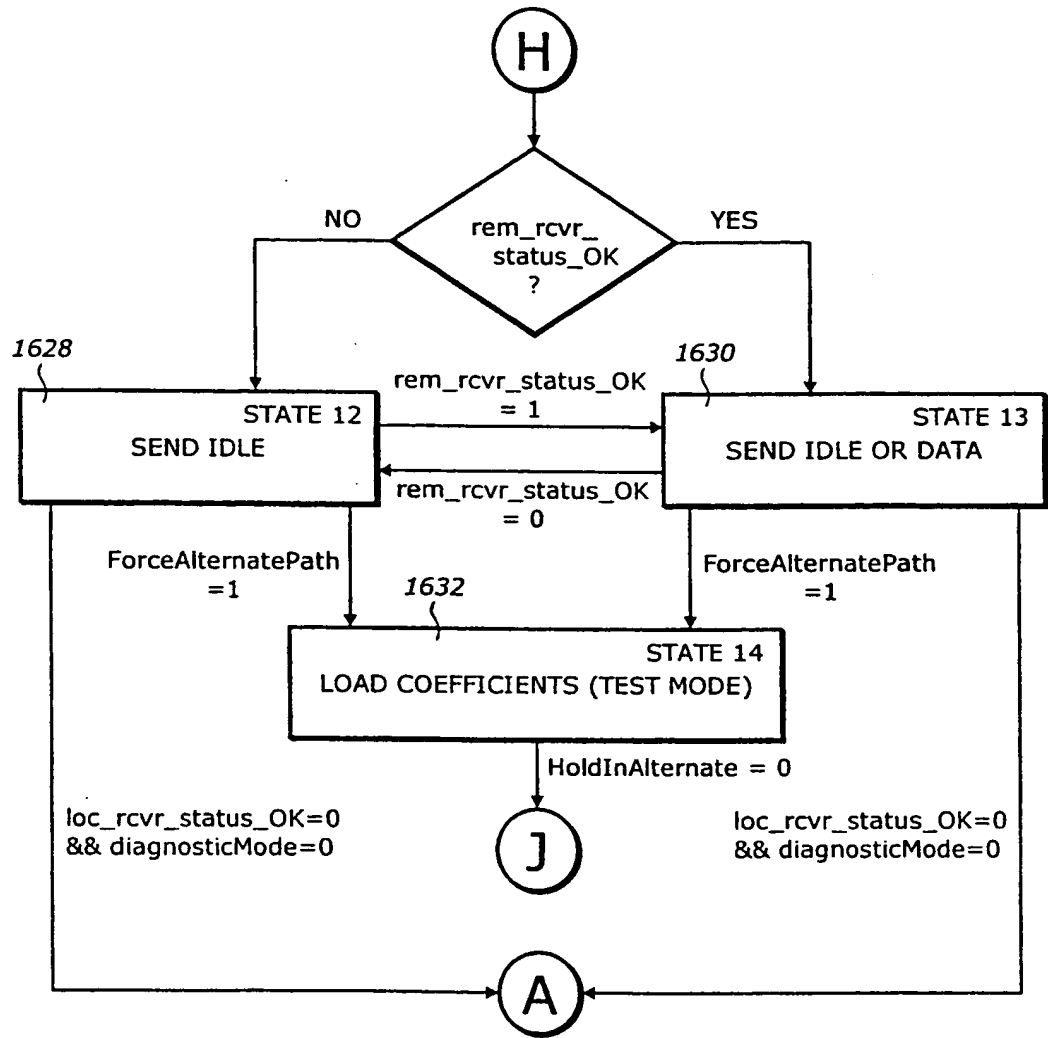 H
rem_rcvr_
status_OK
?
NO
YES
1628
1630
rem_rcvr_status_OK
= 1
STATE 12
SEND IDLE
STATE 13
SEND IDLE OR DATA
rem_rcvr_status_OK
= 0
ForceAlternatePath
=1
ForceAlternatePath
=1
1632
STATE 14
LOAD COEFFICIENTS (TEST MODE)
HoldInAlternate = 0
J
loc_rcvr_status_OK=0
&& diagnosticMode=0
loc_rcvr_status_OK=0
&& diagnosticMode=0
A